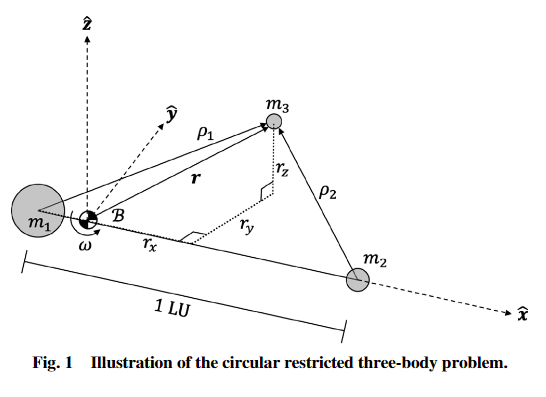 ẑ
ŷ
m₃
ρ₁
r
r_z
ρ₂
m₁
ℬ
ω
r_x
r_y
m₂
x̂
1 LU
Fig. 1 Illustration of the circular restricted three-body problem.